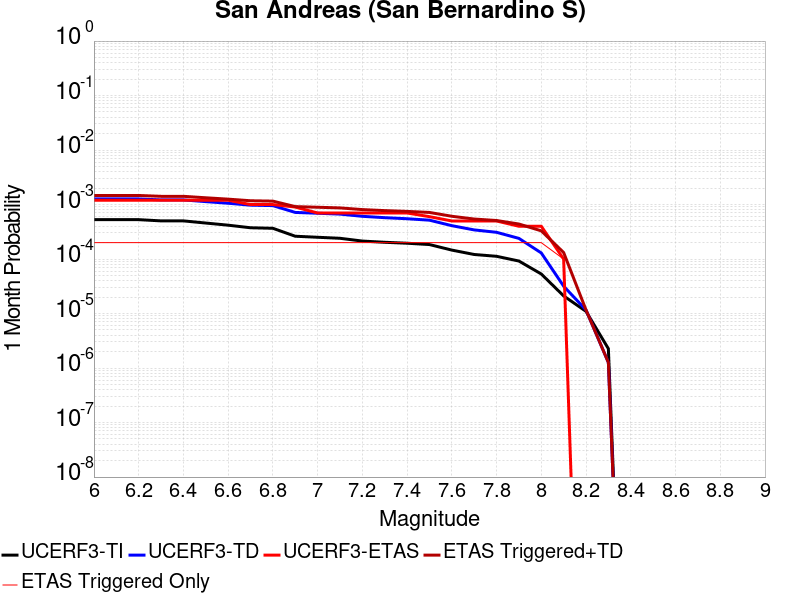 San Andreas (San Bernardino S)
10^0
10^-1
10^-2
10^-3
10^-4
10^-5
10^-6
10^-7
10^-8
1 Month Probability
6 6.2 6.4 6.6 6.8 7 7.2 7.4 7.6 7.8 8 8.2 8.4 8.6 8.8 9
Magnitude
UCERF3-TI UCERF3-TD UCERF3-ETAS ETAS Triggered+TD
ETAS Triggered Only